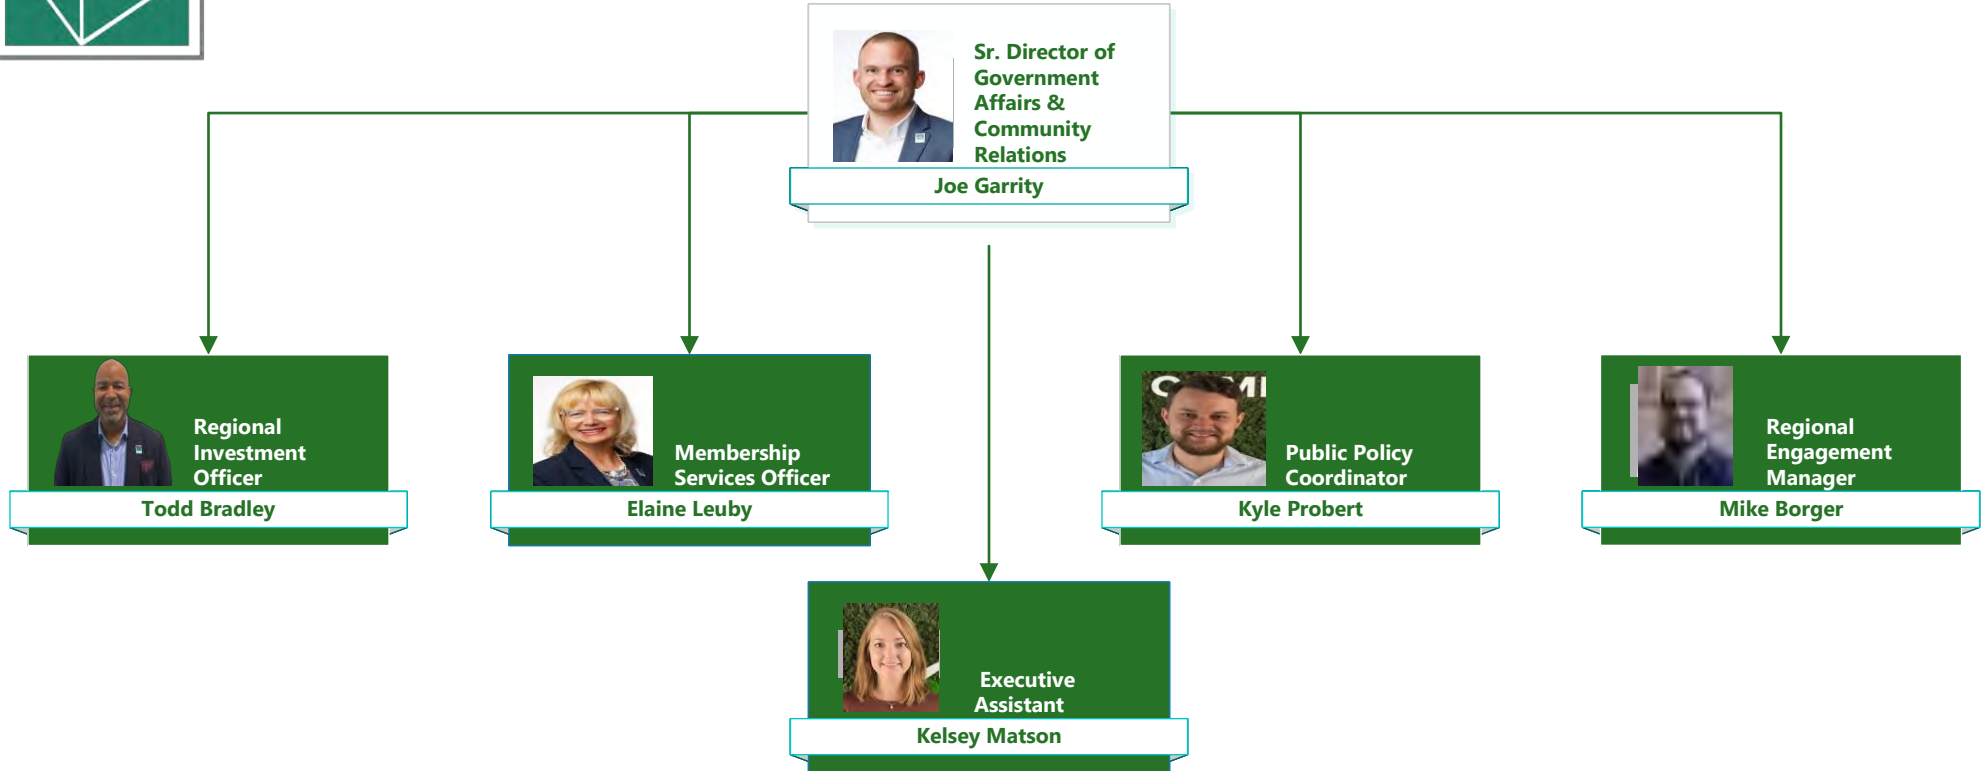 Sr. Director of
Government
Affairs &
Community
Relations
Joe Garrity
Regional
Investment
Officer
Todd Bradley
Membership
Services Officer
Elaine Leuby
Public Policy
Coordinator
Kyle Probert
Regional
Engagement
Manager
Mike Borger
Executive
Assistant
Kelsey Matson